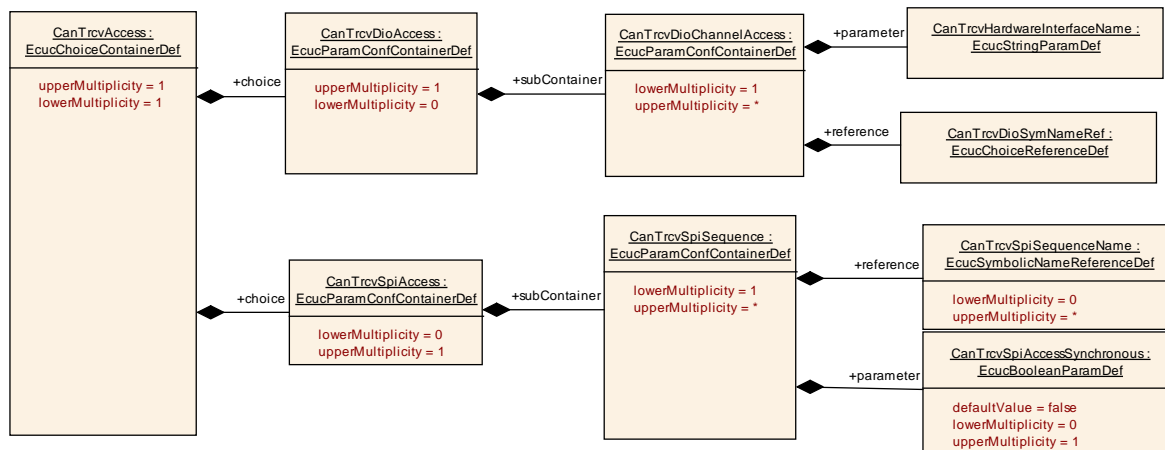 CanTrcvAccess :
EcucChoiceContainerDef
upperMultiplicity = 1
lowerMultiplicity = 1
+choice
CanTrcvDioAccess :
EcucParamConfContainerDef
upperMultiplicity = 1
lowerMultiplicity = 0
+subContainer
CanTrcvDioChannelAccess :
EcucParamConfContainerDef
lowerMultiplicity = 1
upperMultiplicity = *
+parameter
CanTrcvHardwareInterfaceName :
EcucStringParamDef
+reference
CanTrcvDioSymNameRef :
EcucChoiceReferenceDef
+choice
CanTrcvSpiAccess :
EcucParamConfContainerDef
lowerMultiplicity = 0
upperMultiplicity = 1
+subContainer
CanTrcvSpiSequence :
EcucParamConfContainerDef
lowerMultiplicity = 1
upperMultiplicity = *
+reference
CanTrcvSpiSequenceName :
EcucSymbolicNameReferenceDef
lowerMultiplicity = 0
upperMultiplicity = *
+parameter
CanTrcvSpiAccessSynchronous :
EcucBooleanParamDef
defaultValue = false
lowerMultiplicity = 0
upperMultiplicity = 1